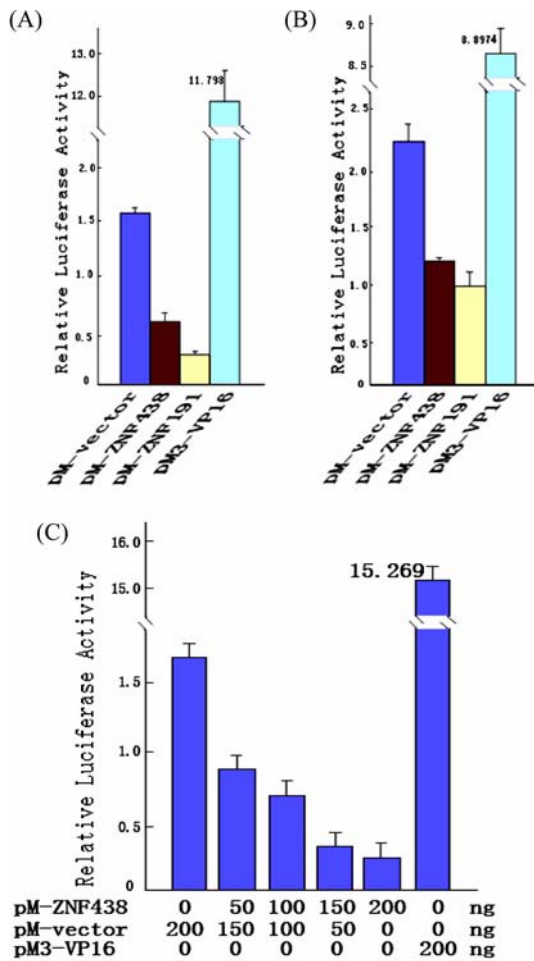 (A)
13.0
11.798
12.0
2.0
1.5
1.0
0.5
0
Relative Luciferase Activity
pM-vector
pM-ZNF438
pM-ZNF191
pM3-VP16
(B)
9.0
8.8974
8.5
2.5
2.0
1.5
1.0
0.5
0
Relative Luciferase Activity
pM-vector
pM-ZNF438
pM-ZNF191
pM3-VP16
(C)
16.0
15.269
15.0
1.5
1.0
0.5
0
Relative Luciferase Activity
pM-ZNF438 0 50 100 150 200 0 ng
pM-vector 200 150 100 50 0 0 ng
pM3-VP16 0 0 0 0 0 200 ng